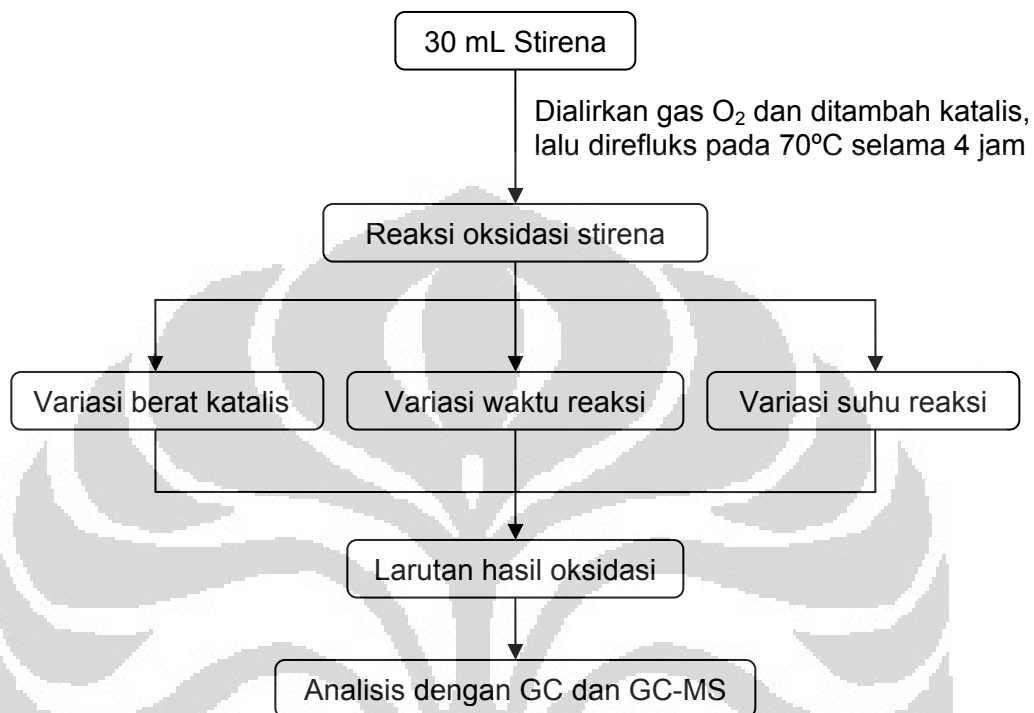 30 mL Stirena
Dialirkan gas O₂ dan ditambah katalis,
lalu direfluks pada 70ºC selama 4 jam
Reaksi oksidasi stirena
Variasi berat katalis
Variasi waktu reaksi
Variasi suhu reaksi
Larutan hasil oksidasi
Analisis dengan GC dan GC-MS